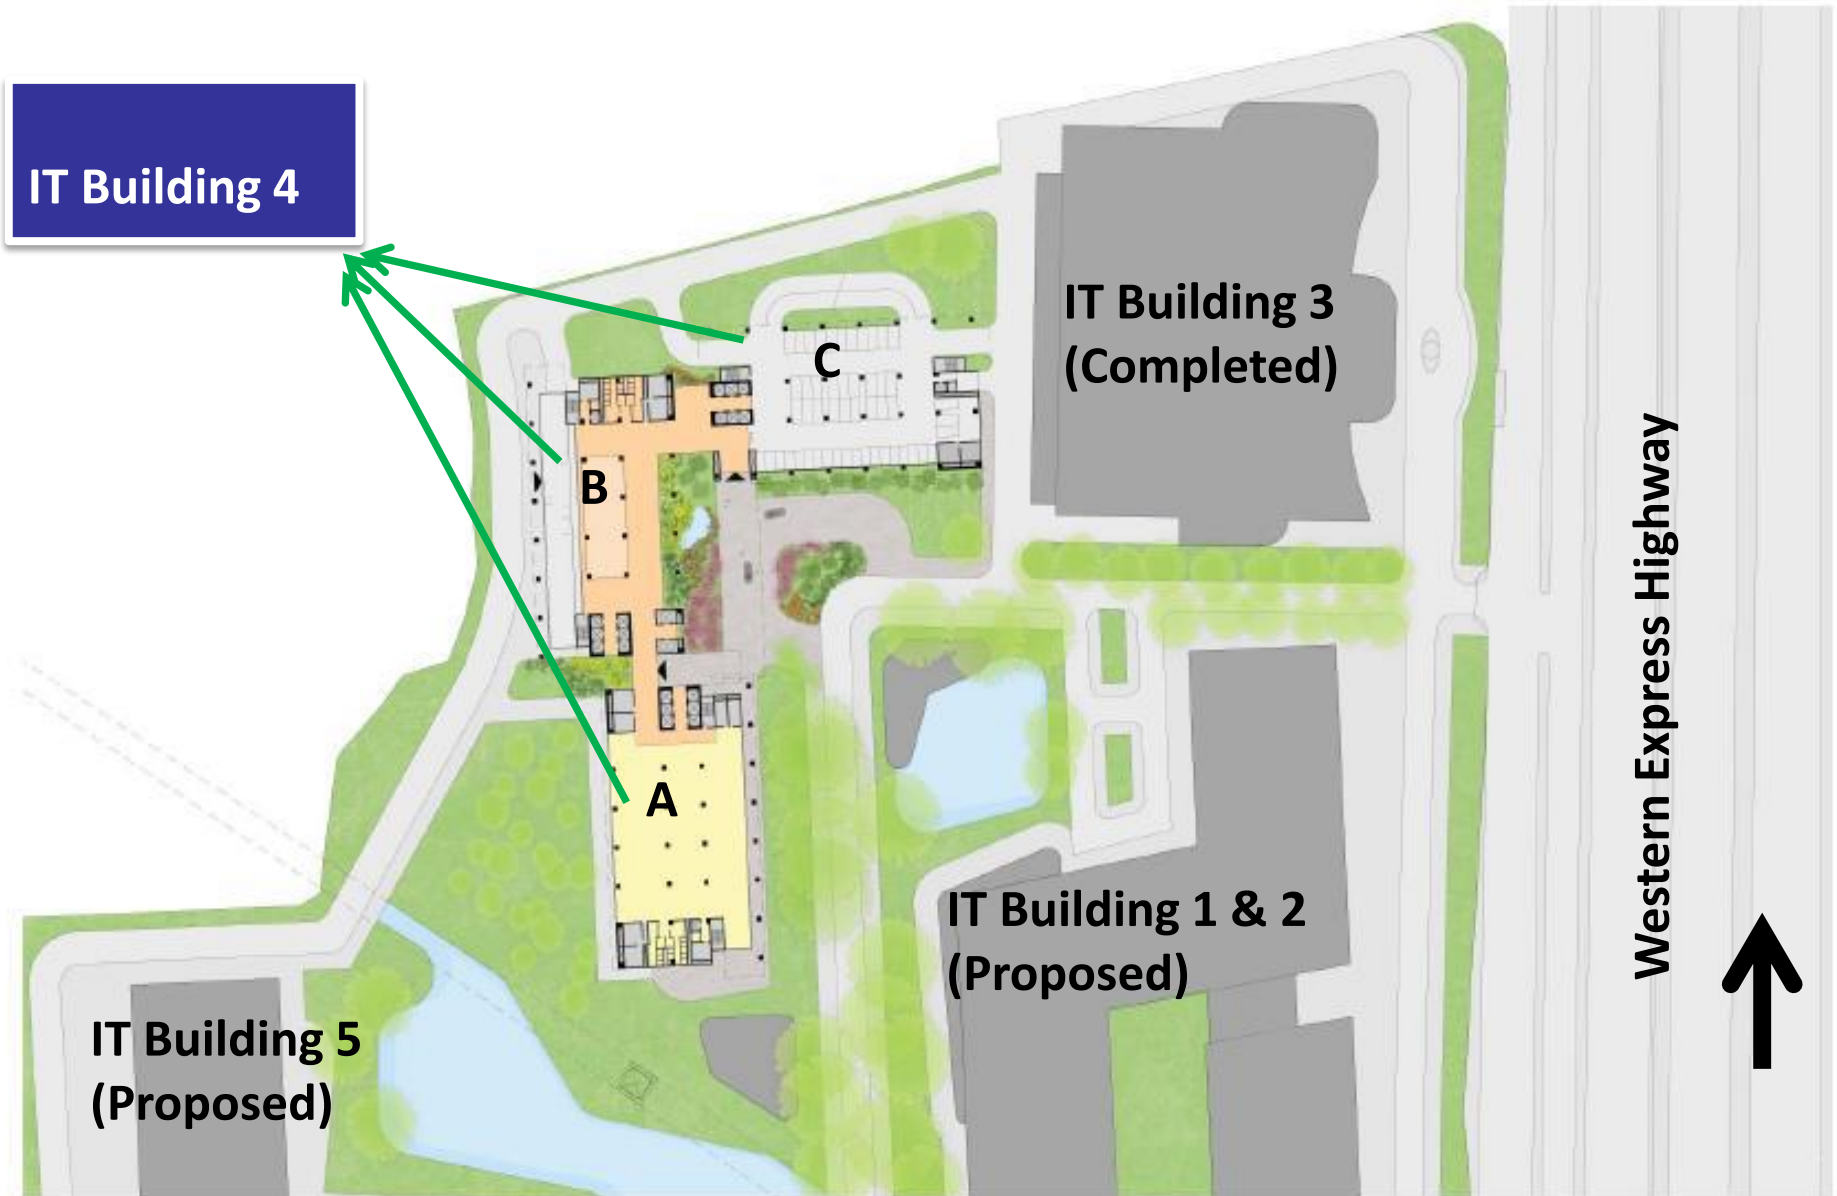 IT Building 4
IT Building 3
(Completed)
C
B
A
Western Express Highway
IT Building 1 & 2
(Proposed)
IT Building 5
(Proposed)